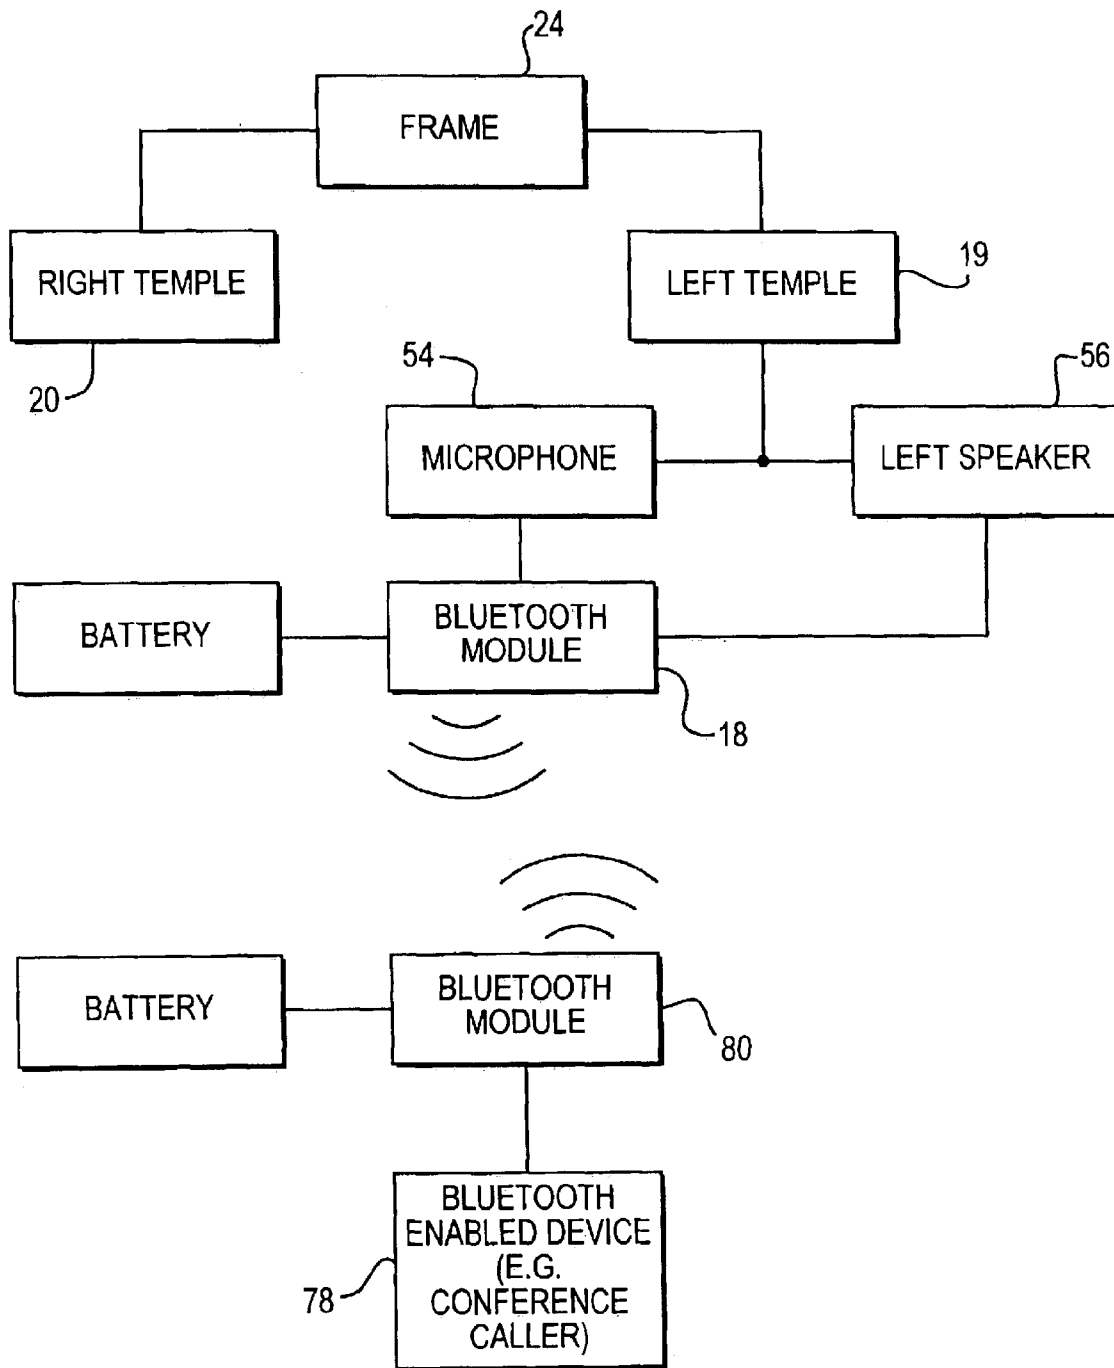 24
FRAME
RIGHT TEMPLE
LEFT TEMPLE
19
20
54
56
MICROPHONE
LEFT SPEAKER
BATTERY
BLUETOOTH
MODULE
18
BATTERY
BLUETOOTH
MODULE
80
BLUETOOTH
ENABLED DEVICE
(E.G.
CONFERENCE
CALLER)
78